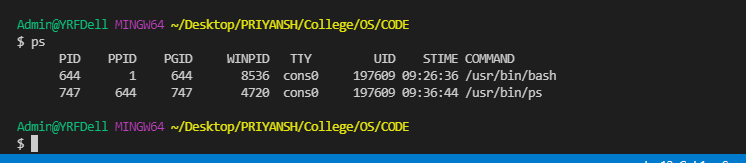 Admin@YRFDell MINGW64 ~/Desktop/PRIYANSH/College/OS/CODE
$ ps
PID PPID PGID WINPID TTY UID STIME COMMAND
644 1 644 8536 cons0 197609 09:26:36 /usr/bin/bash
747 644 747 4720 cons0 197609 09:36:44 /usr/bin/ps
Admin@YRFDell MINGW64 ~/Desktop/PRIYANSH/College/OS/CODE
$